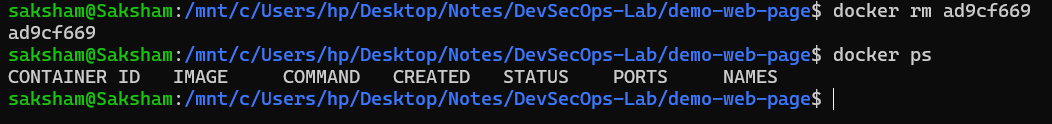 saksham@Saksham:/mnt/c/Users/hp/Desktop/Notes/DevSecOps-Lab/demo-web-page$ docker rm ad9cf669
ad9cf669
saksham@Saksham:/mnt/c/Users/hp/Desktop/Notes/DevSecOps-Lab/demo-web-page$ docker ps
CONTAINER ID   IMAGE     COMMAND   CREATED   STATUS    PORTS     NAMES
saksham@Saksham:/mnt/c/Users/hp/Desktop/Notes/DevSecOps-Lab/demo-web-page$